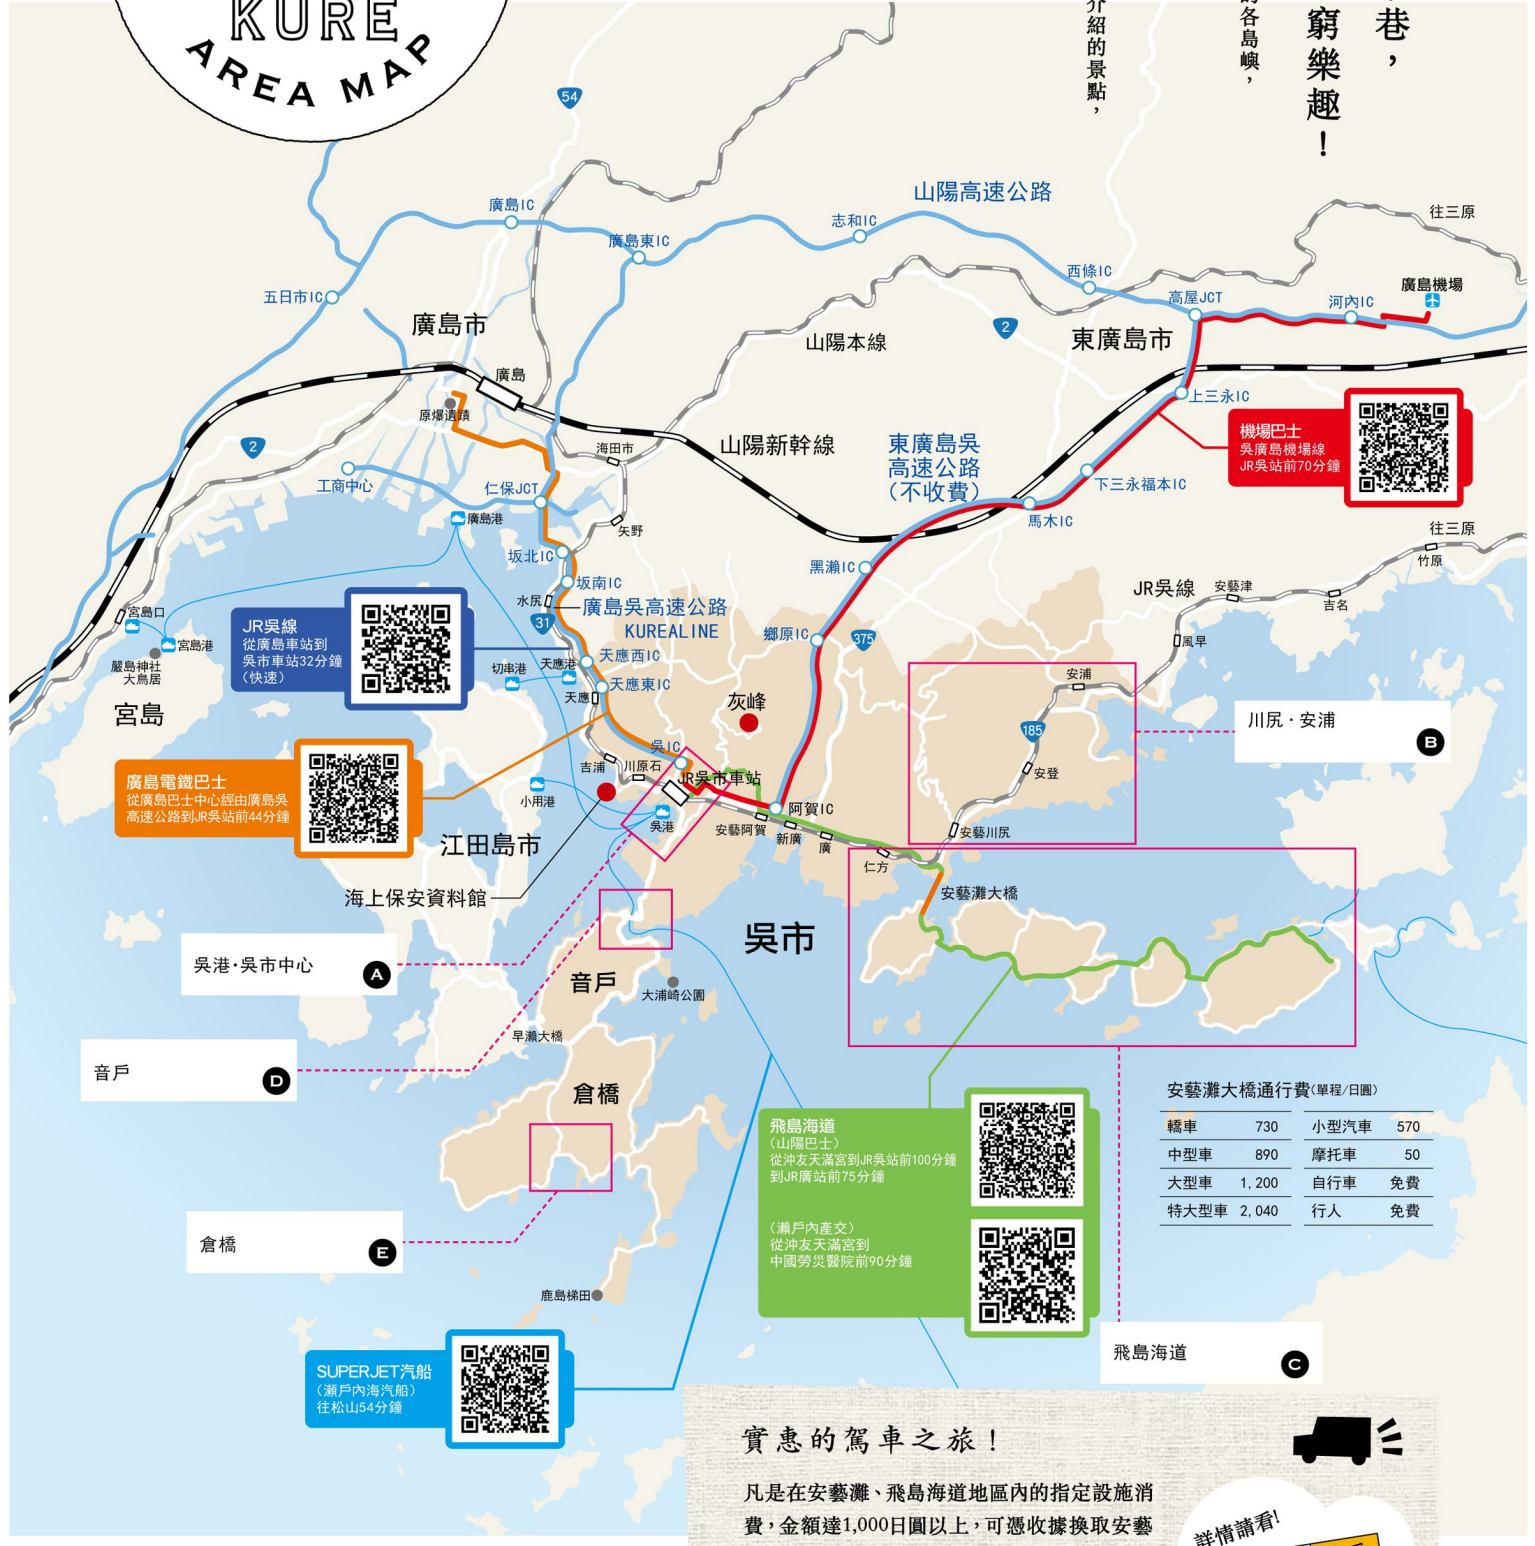 KURE
AREA MAP
巷，
窮樂趣！
各島嶼，
介紹的景點，
54
山陽高速公路
廣島IC
志和IC
往三原
廣島東IC
西條IC
廣島機場
五日市IC
高屋JCT
河內IC
廣島市
2
東廣島市
山陽本線
廣島
上三永IC
原爆遺蹟
2
海田市
山陽新幹線
東廣島吳
高速公路
（不收費）
機場巴士
吳廣島機場線
JR吳站前70分鐘
工商中心
仁保JCT
下三永福本IC
廣島港
矢野
馬木IC
往三原
竹原
坂北IC
黑瀨IC
坂南IC
JR吳線
安藝津
吉名
水尻
廣島吳高速公路
KUREALINE
31
宮島口
宮島港
嚴島神社
大鳥居
宮島
JR吳線
從廣島車站到
吳市車站32分鐘
（快速）
鄉原IC
375
風早
天應西IC
切串港
天應港
天應
天應東IC
安浦
灰峰
185
川尻·安浦
B
吳IC
吉浦
川原石
JR吳市車站
安登
廣島電鐵巴士
從廣島巴士中心經由廣島吳
高速公路到JR吳站前44分鐘
小用港
吳港
阿賀IC
安藝阿賀
新廣
廣
安藝川尻
仁方
江田島市
海上保安資料館
安藝灘大橋
吳市
吳港·吳市中心
A
音戶
大浦崎公園
早瀨大橋
音戶
D
倉橋
安藝灘大橋通行費(單程/日圓)
轎車 730 小型汽車 570
中型車 890 摩托車 50
大型車 1,200 自行車 免費
特大型車 2,040 行人 免費
飛島海道
（山陽巴士）
從沖友天滿宮到JR吳站前100分鐘
到JR廣站前75分鐘
（瀨戶內產交）
從沖友天滿宮到
中國勞災醫院前90分鐘
倉橋
E
鹿島梯田
飛島海道
C
SUPERJET汽船
（瀨戶內海汽船）
往松山54分鐘
實惠的駕車之旅！
凡是在安藝灘、飛島海道地區內的指定設施消
費，金額達1,000日圓以上，可憑收據換取安藝
詳情請看!